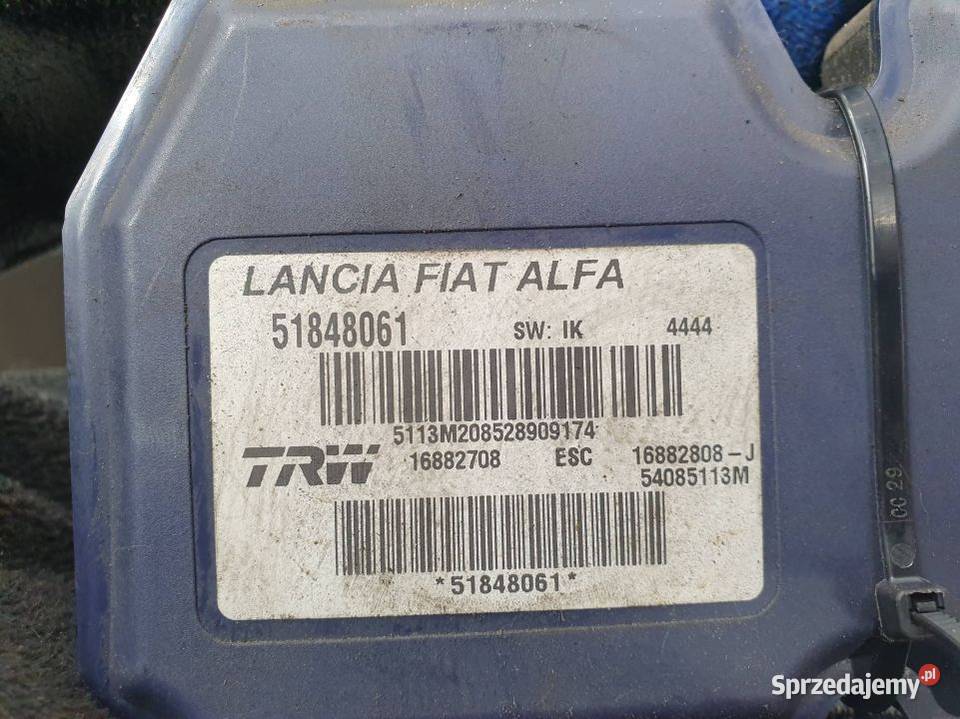 LANCIA FIAT ALFA
51848061 SW: IK 4444
5113M208528909174
TRW 16882708 ESC 16882808-J
54085113M
*51848061*
CC 29
Sprzedajemy.pl